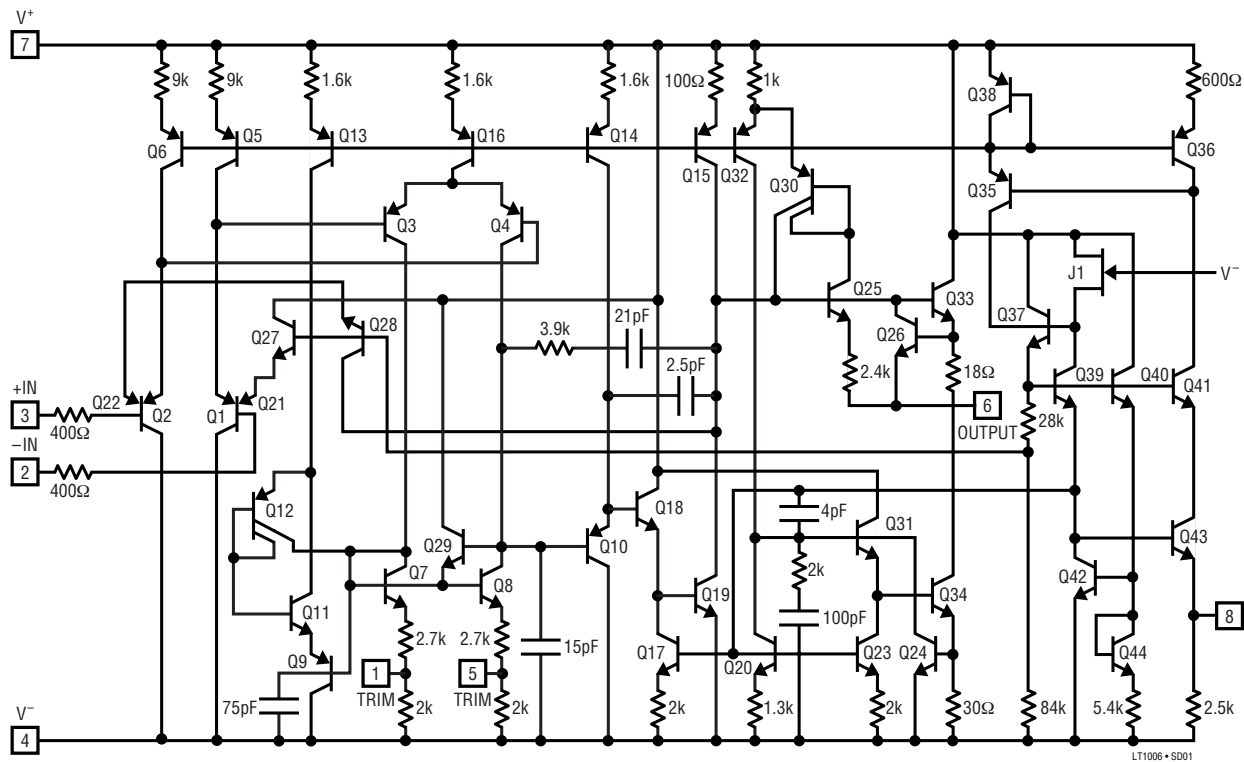 V+
7
9k
9k
1.6k
1.6k
1.6k
100Ω
1k
600Ω
Q38
Q6
Q5
Q13
Q16
Q14
Q15
Q32
Q30
Q35
Q36
Q3
Q4
J1
V–
Q27
Q28
3.9k
21pF
Q25
Q33
Q37
Q26
2.5pF
2.4k
18Ω
Q39
Q40
Q41
+IN
3
400Ω
Q22
Q2
Q1
Q21
6
OUTPUT
28k
–IN
2
400Ω
Q12
Q18
4pF
Q31
Q29
Q10
Q7
Q8
2k
Q43
Q42
Q11
Q19
100pF
Q34
8
2.7k
2.7k
15pF
Q9
Q17
Q20
Q23
Q24
Q44
1
TRIM
5
TRIM
75pF
2k
2k
2k
1.3k
2k
30Ω
84k
5.4k
2.5k
V–
4
LT1006 • SD01